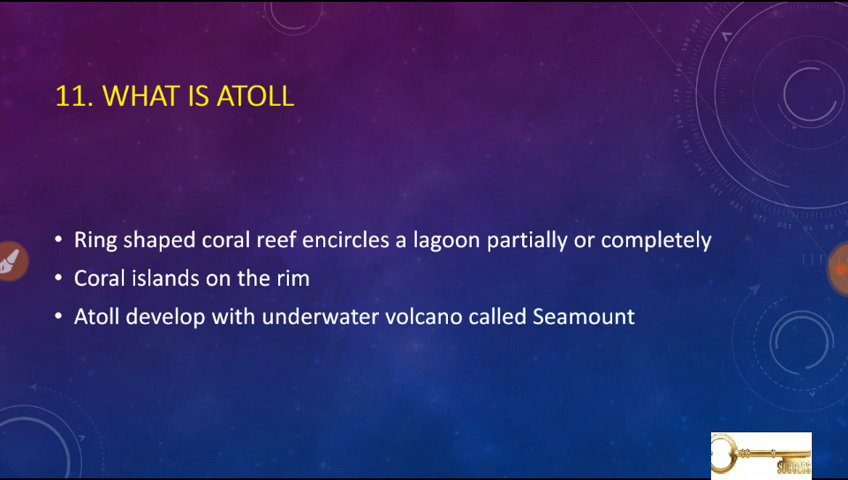 11. WHAT IS ATOLL
• Ring shaped coral reef encircles a lagoon partially or completely
• Coral islands on the rim
• Atoll develop with underwater volcano called Seamount